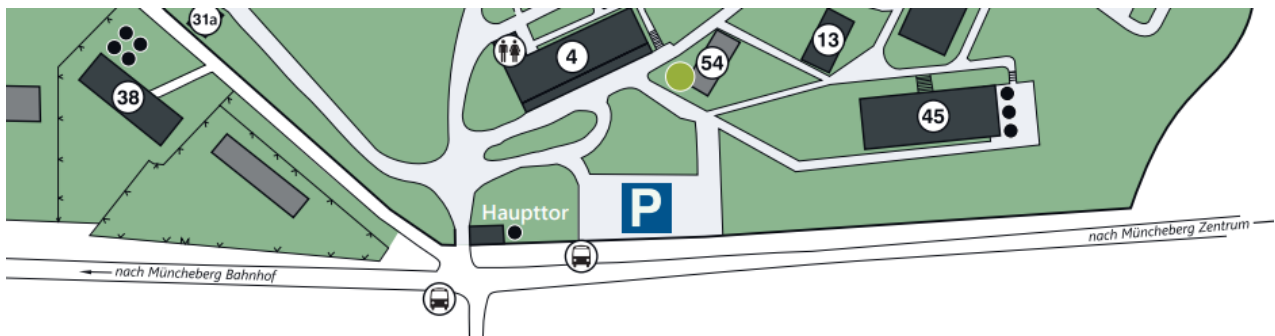 31a
4
13
54
38
45
P
Haupttor
nach Müncheberg Zentrum
nach Müncheberg Bahnhof